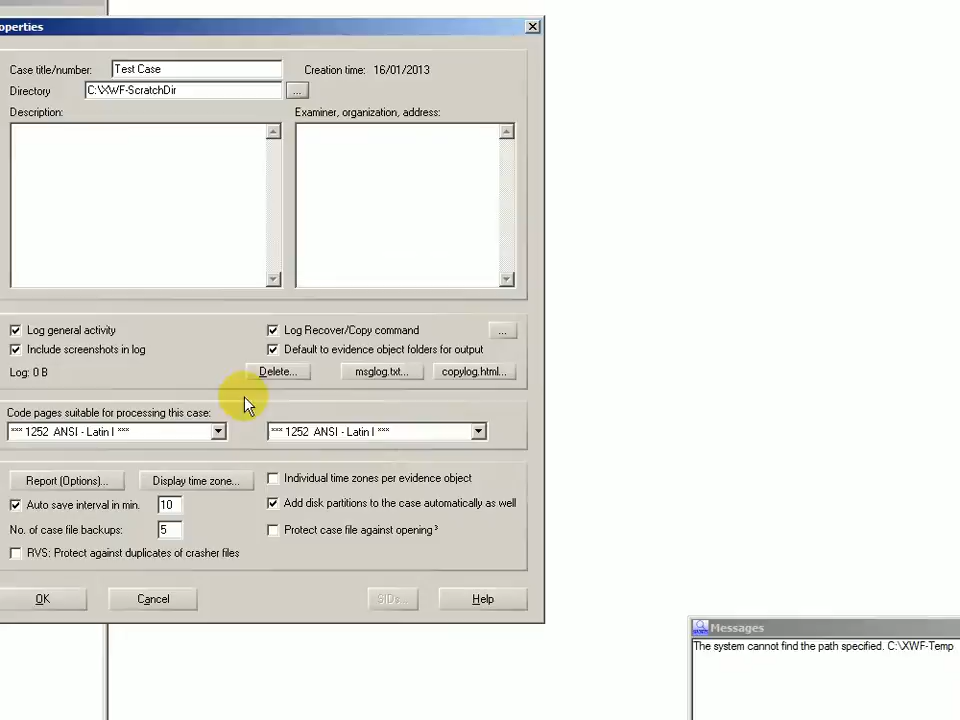 operties
Case title/number: Test Case Creation time: 16/01/2013
Directory C:\XWF-ScratchDir ...
Description: Examiner, organization, address:
Log general activity Log Recover/Copy command ...
Include screenshots in log Default to evidence object folders for output
Log: 0 B Delete... msglog.txt... copylog.html...
Code pages suitable for processing this case:
*** 1252 ANSI - Latin I *** *** 1252 ANSI - Latin I ***
Report (Options)... Display time zone... Individual time zones per evidence object
Auto save interval in min. 10 Add disk partitions to the case automatically as well
No. of case file backups: 5 Protect case file against opening³
RVS: Protect against duplicates of crasher files
OK Cancel SIDs... Help
Messages
The system cannot find the path specified. C:\XWF-Temp